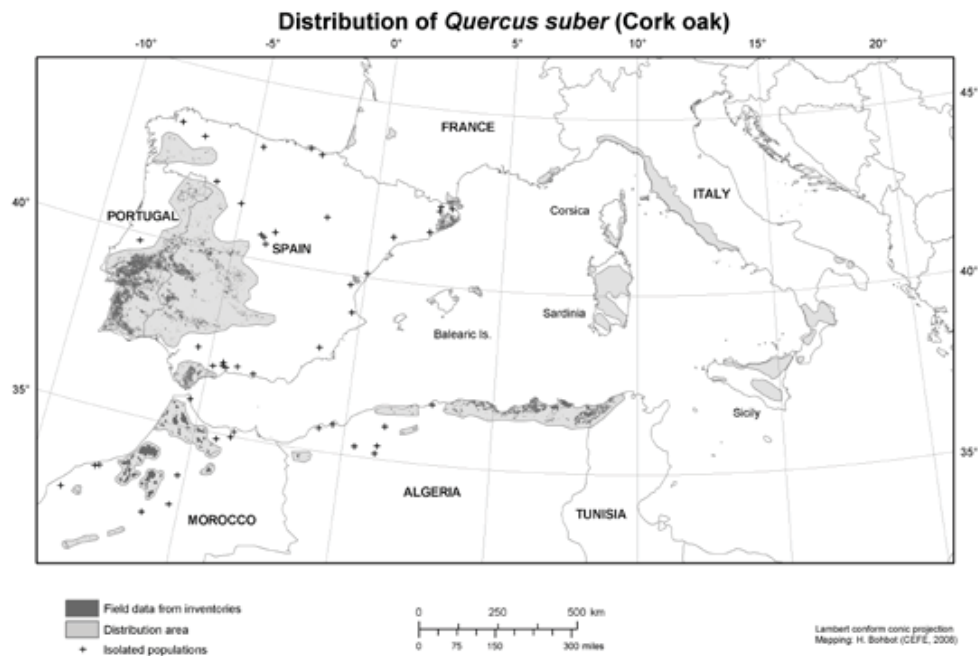 Distribution of Quercus suber (Cork oak)
-10° -5° 0° 5° 10° 15° 20°
45°
FRANCE
ITALY
40°
PORTUGAL
Corsica
SPAIN
40°
Sardinia
Balearic Is.
35°
Sicily
35°
ALGERIA
MOROCCO
TUNISIA
Field data from inventories
Distribution area
Isolated populations
0 250 500 km
0 75 150 300 miles
Lambert conform conic projection
Mapping: H. Bohbot (CEFE, 2008)